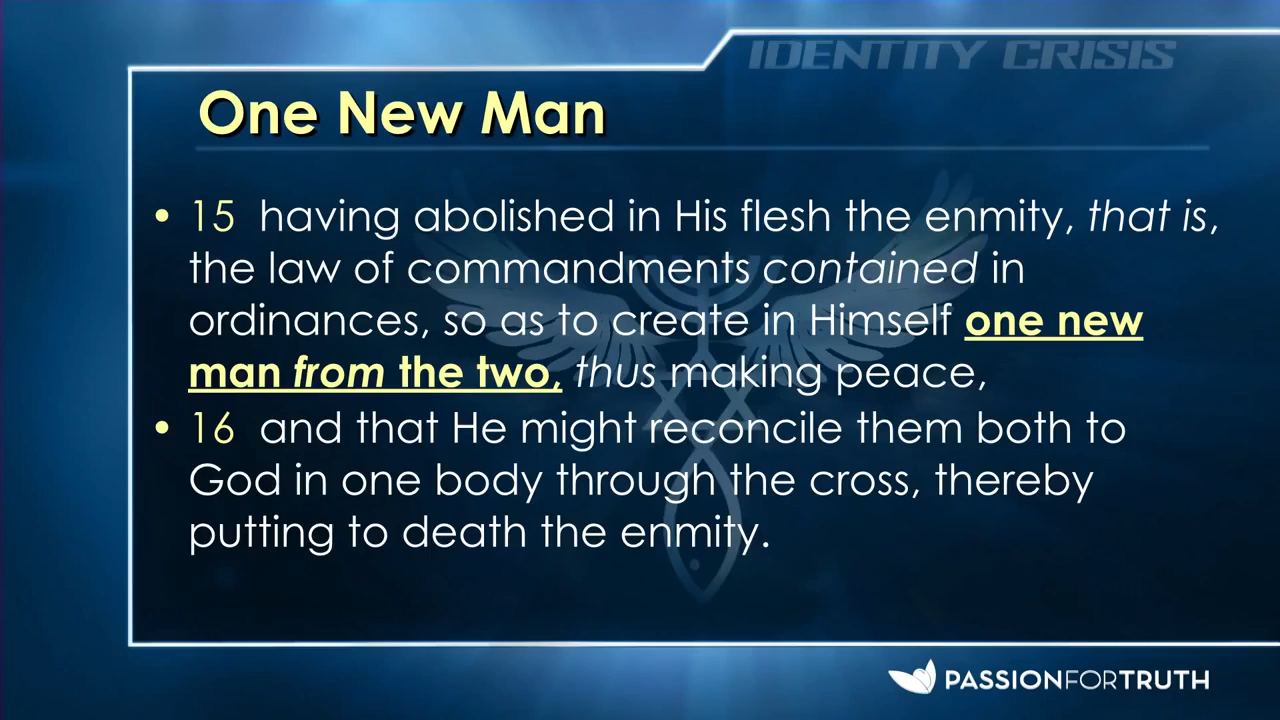 IDENTITY CRISIS
One New Man
• 15 having abolished in His flesh the enmity, that is,
the law of commandments contained in
ordinances, so as to create in Himself one new
man from the two, thus making peace,
• 16 and that He might reconcile them both to
God in one body through the cross, thereby
putting to death the enmity.
PASSIONFORTRUTH